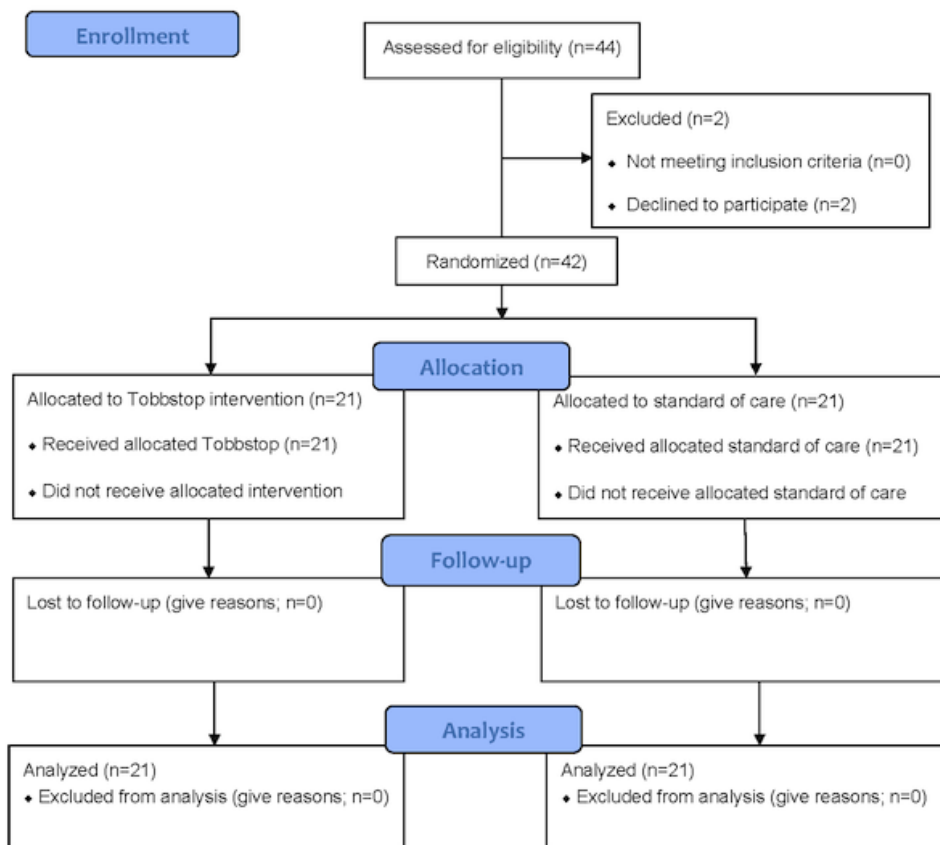 Enrollment
Assessed for eligibility (n=44)
Excluded (n=2)
⬥ Not meeting inclusion criteria (n=0)
⬥ Declined to participate (n=2)
Randomized (n=42)
Allocation
Allocated to Tobbstop intervention (n=21)
⬥ Received allocated Tobbstop (n=21)
⬥ Did not receive allocated intervention
Allocated to standard of care (n=21)
⬥ Received allocated standard of care (n=21)
⬥ Did not receive allocated standard of care
Follow-up
Lost to follow-up (give reasons; n=0)
Lost to follow-up (give reasons; n=0)
Analysis
Analyzed (n=21)
⬥ Excluded from analysis (give reasons; n=0)
Analyzed (n=21)
⬥ Excluded from analysis (give reasons; n=0)